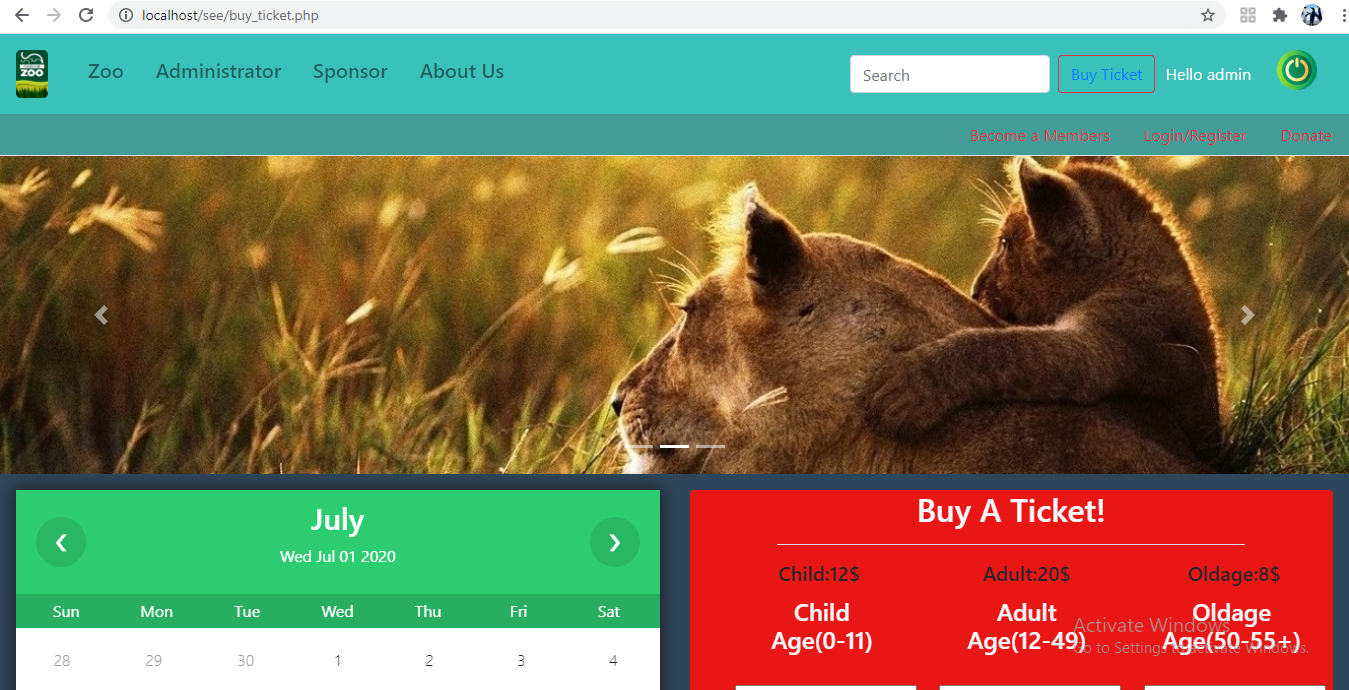 localhost/see/buy_ticket.php
ZOO
Zoo Administrator Sponsor About Us Search Buy Ticket Hello admin
Become a Members Login/Register Donate
July
Wed Jul 01 2020
Sun Mon Tue Wed Thu Fri Sat
28 29 30 1 2 3 4
Buy A Ticket!
Child:12$ Adult:20$ Oldage:8$
Child Adult Oldage
Age(0-11) Age(12-49) Age(50-55+)
Activate Windows
Go to Settings to activate Windows.